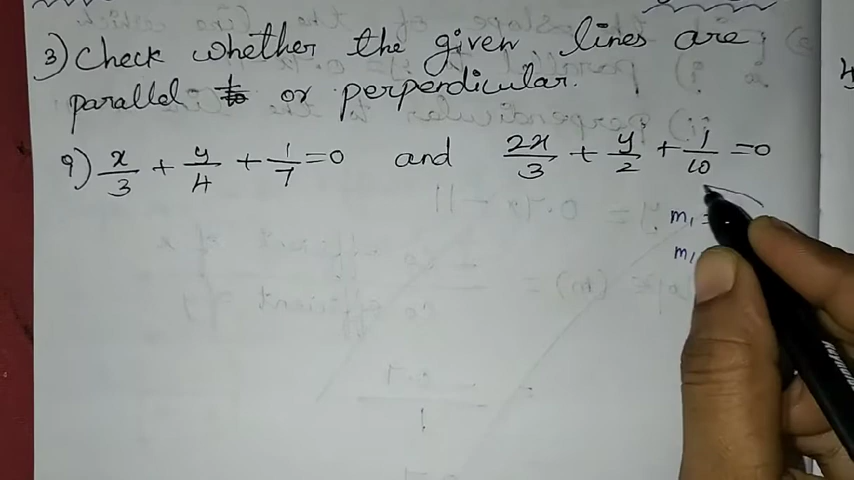 3) Check whether the given lines are
parallel or perpendicular.
9) x/3 + y/4 + 1/7 = 0 and 2x/3 + y/2 + 1/10 = 0
m₁ =
m₁